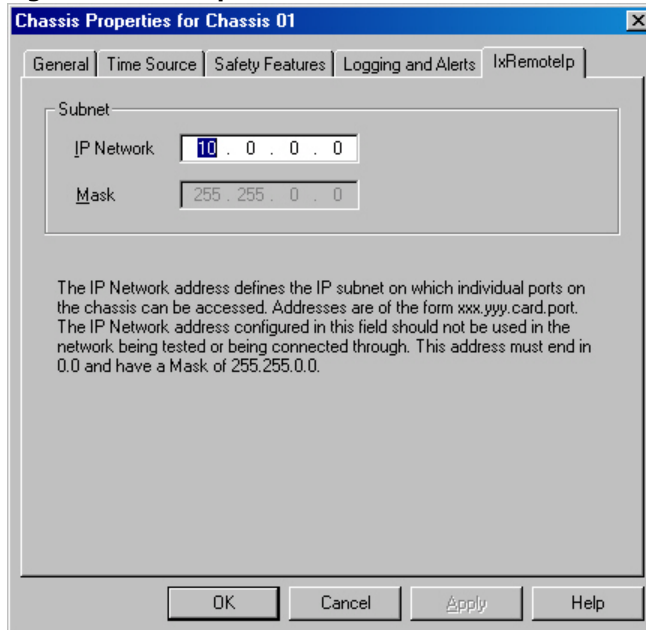 Chassis Properties for Chassis 01
General Time Source Safety Features Logging and Alerts IxRemoteIp
Subnet
IP Network 10 . 0 . 0 . 0
Mask 255 . 255 . 0 . 0
The IP Network address defines the IP subnet on which individual ports on
the chassis can be accessed. Addresses are of the form xxx.yyy.card.port.
The IP Network address configured in this field should not be used in the
network being tested or being connected through. This address must end in
0.0 and have a Mask of 255.255.0.0.
OK Cancel Apply Help